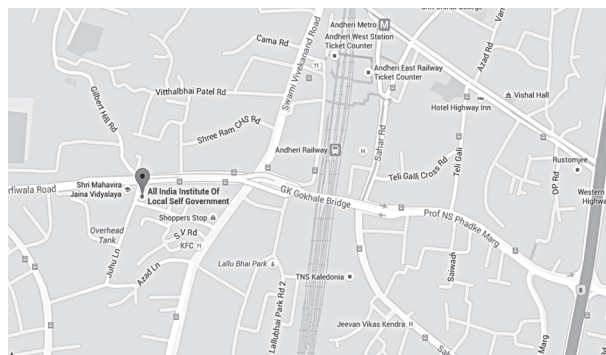 Andheri Metro
M
Andheri West Station
Ticket Counter
Cama Rd
Azad Rd
Van
Andheri East Railway
Ticket Counter
Swami Vivekanand Road
Gilbert Hill Rd
Vitthalbhai Patel Rd
Hotel Highway Inn
Vishal Hall
Shree Ram CHS Rd
Sahar Rd
Andheri Railway
Teli Galli Cross Rd
Teli Gali
Rustomjee
DP Rd
Western
Highwa
Shri Mahavira
Jaina Vidyalaya
All India Institute Of
Local Self Government
rfiwala Road
GK Gokhale Bridge
Prof NS Phadke Marg
Shoppers Stop
Overhead
Tank
S.V Rd
KFC
Juhu Ln
Azad Ln
Lallu Bhai Park
Lallubhai Park Rd 2
TNS Kaledonia
Saiwad
Jeevan Vikas Kendra
H
H
Marg